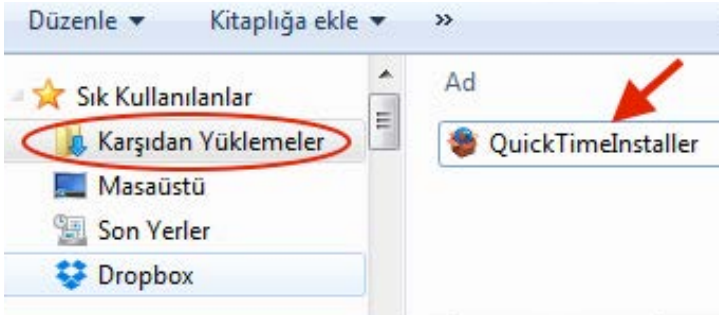 Düzenle Kitaplığa ekle »
Sık Kullanılanlar
Karşıdan Yüklemeler
Masaüstü
Son Yerler
Dropbox
Ad
QuickTimeInstaller